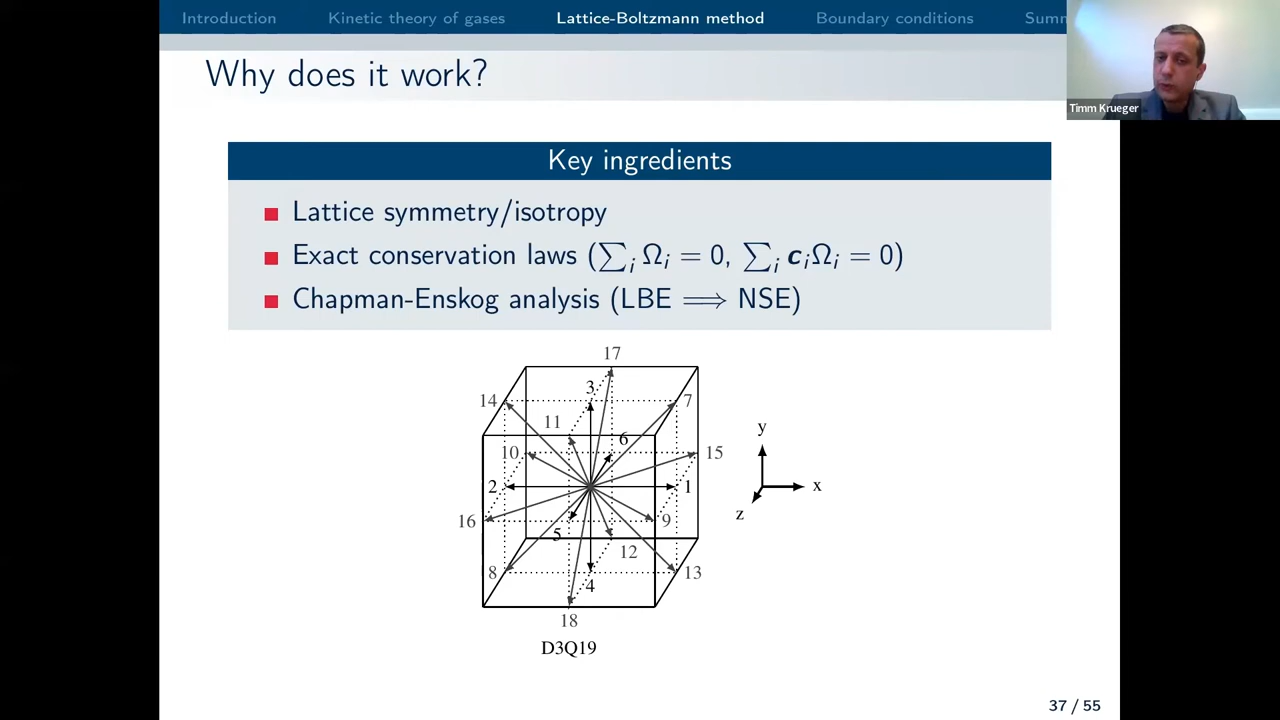 Introduction Kinetic theory of gases Lattice-Boltzmann method Boundary conditions Summ
Why does it work?
Timm Krueger
Key ingredients
Lattice symmetry/isotropy
Exact conservation laws (∑ᵢ Ωᵢ = 0, ∑ᵢ cᵢΩᵢ = 0)
Chapman-Enskog analysis (LBE ⟹ NSE)
17
3
14
7
11
6
10
15
2
1
16
9
5
12
8
13
4
18
y
x
z
D3Q19
37 / 55